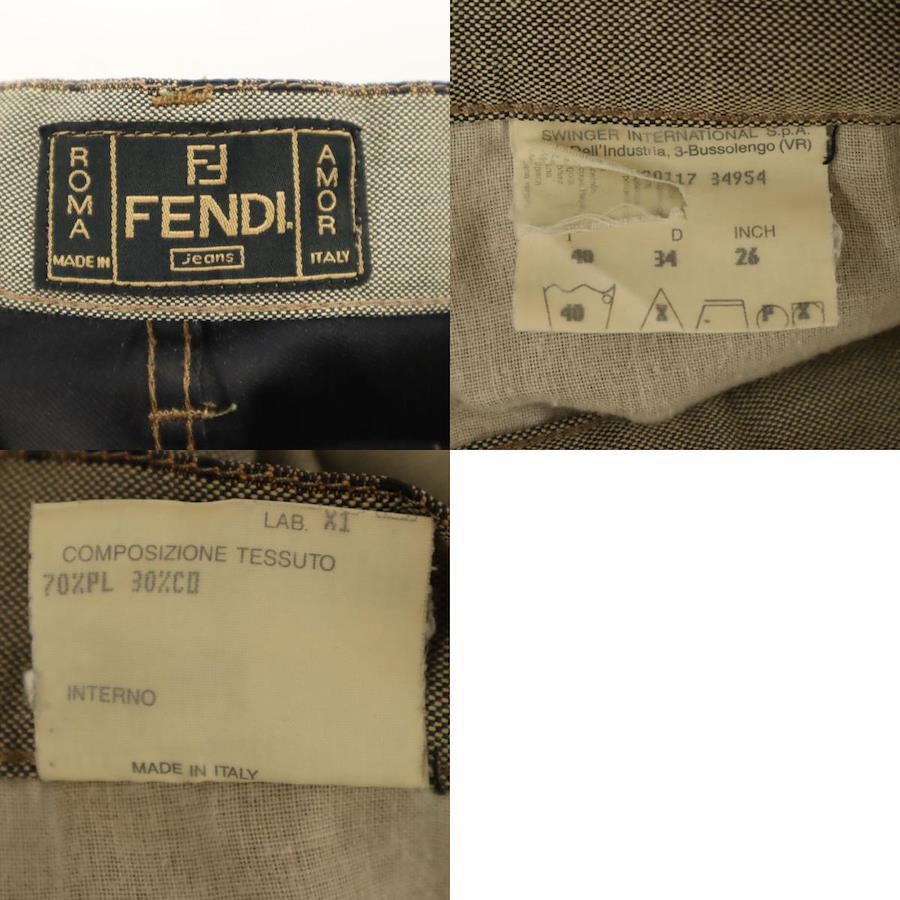 ROMA
MADE IN
FENDI
jeans
AMOR
ITALY
SWINGER INTERNATIONAL S.p.A.
Dell'Industria, 3-Bussolengo (VR)
34954
I D INCH
40 34 26
40 X P X
LAB. X1
COMPOSIZIONE TESSUTO
70%PL 30%CO
INTERNO
MADE IN ITALY